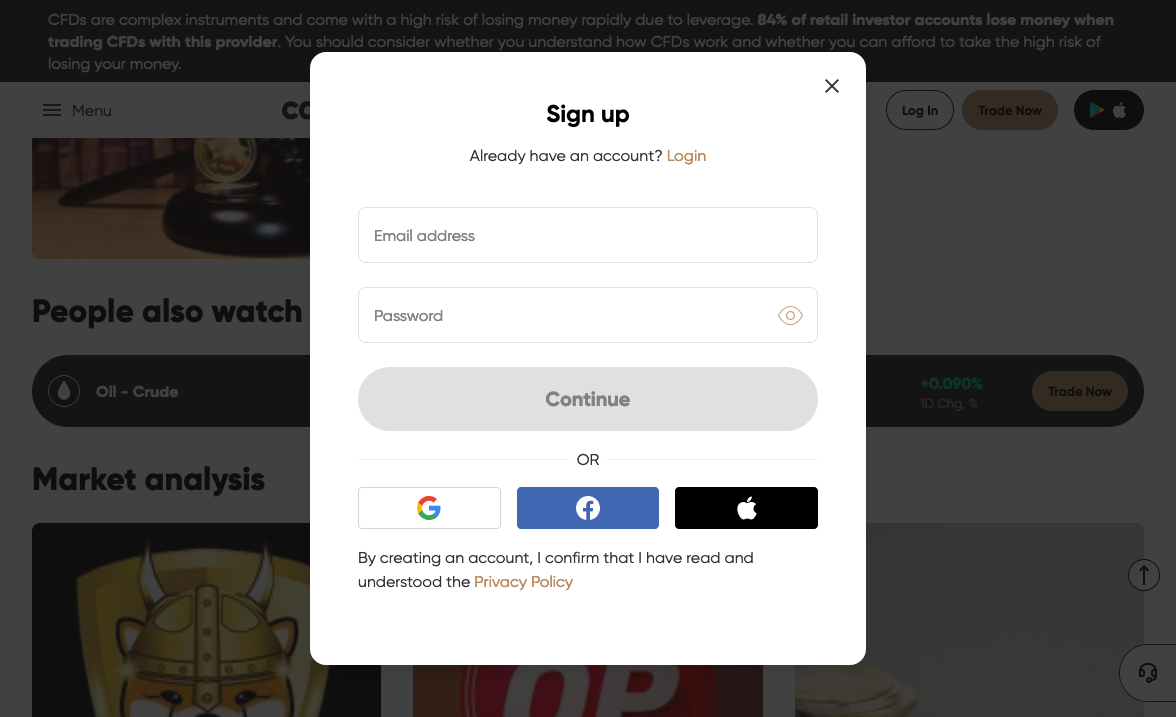 CFDs are complex instruments and come with a high risk of losing money rapidly due to leverage. 84% of retail investor accounts lose money when
trading CFDs with this provider. You should consider whether you understand how CFDs work and whether you can afford to take the high risk of
losing your money.
Menu
Log In
Trade Now
Sign up
Already have an account? Login
Email address
Password
Continue
OR
By creating an account, I confirm that I have read and
understood the Privacy Policy
People also watch
Oil - Crude
+0.090%
1D Chg, %
Trade Now
Market analysis
OP